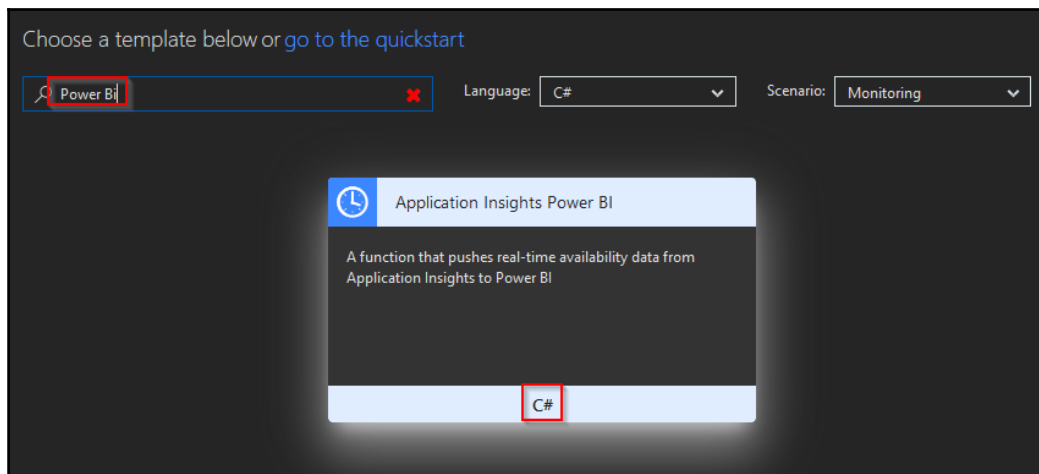 Choose a template below or go to the quickstart
Power Bi
Language: C#
Scenario: Monitoring
Application Insights Power BI
A function that pushes real-time availability data from
Application Insights to Power BI
C#